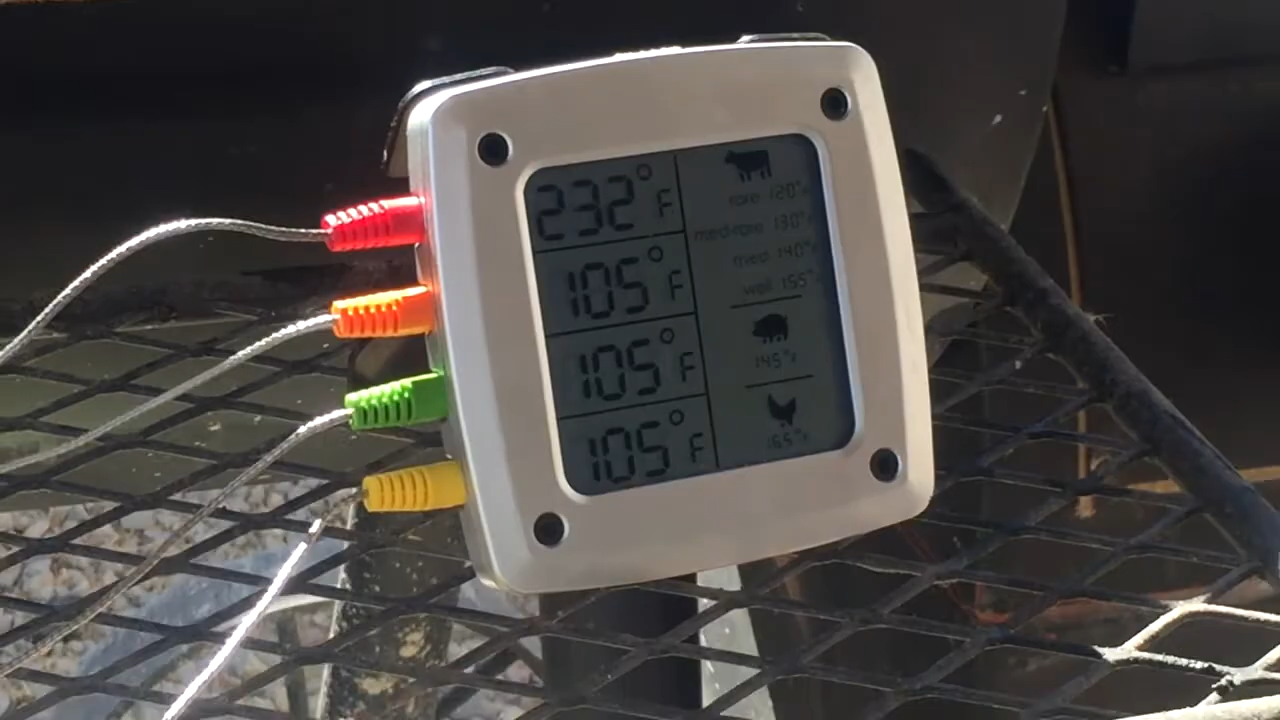 232°F
105°F
105°F
105°F
rare 120°F
med-rare 130°F
med 140°F
well 155°F
145°F
165°F